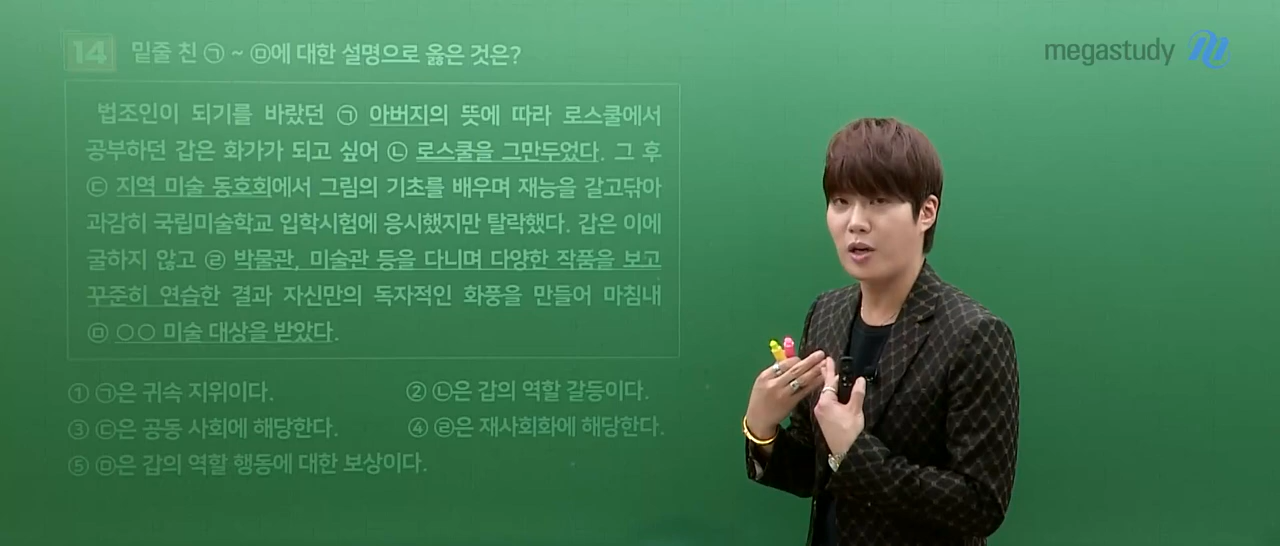 14 밑줄 친 ㉠ ~ ㉤에 대한 설명으로 옳은 것은?
megastudy
법조인이 되기를 바랐던 ㉠ 아버지의 뜻에 따라 로스쿨에서
공부하던 갑은 화가가 되고 싶어 ㉡ 로스쿨을 그만두었다. 그 후
㉢ 지역 미술 동호회에서 그림의 기초를 배우며 재능을 갈고닦아
과감히 국립미술학교 입학시험에 응시했지만 탈락했다. 갑은 이에
굴하지 않고 ㉣ 박물관, 미술관 등을 다니며 다양한 작품을 보고
꾸준히 연습한 결과 자신만의 독자적인 화풍을 만들어 마침내
㉤ ○○ 미술 대상을 받았다.
① ㉠은 귀속 지위이다. ② ㉡은 갑의 역할 갈등이다.
③ ㉢은 공동 사회에 해당한다. ④ ㉣은 재사회화에 해당한다.
⑤ ㉤은 갑의 역할 행동에 대한 보상이다.